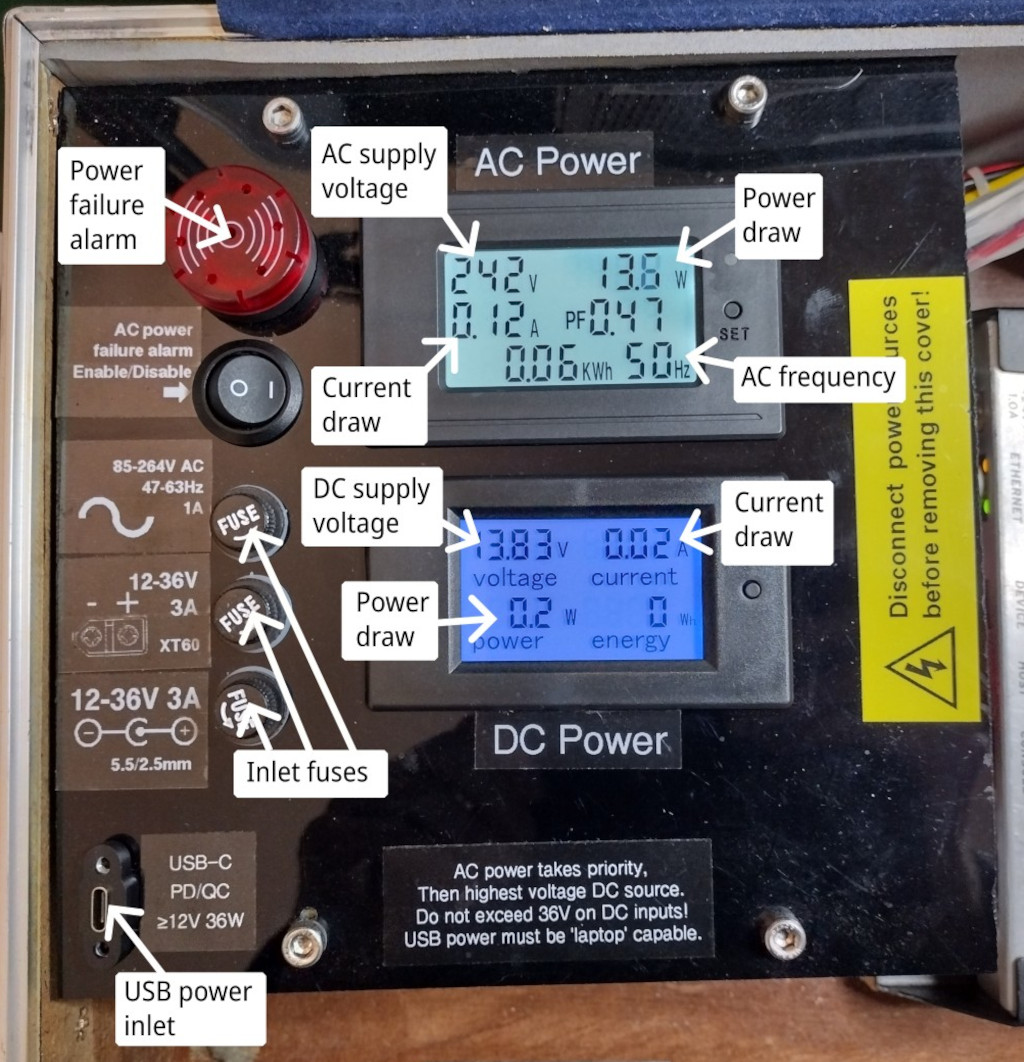 Power
failure
alarm
AC supply
voltage
AC Power
Power
draw
242 V 13.6 W
0.12 A PF 0.47
0.06 KWh 50 Hz
SET
AC frequency
Current
draw
AC power
failure alarm
Enable/Disable
O I
85-264V AC
47-63Hz
1A
FUSE
12-36V
- +
3A
XT60
FUSE
12-36V 3A
- +
5.5/2.5mm
FUSE
Inlet fuses
DC supply
voltage
Current
draw
13.83 V 0.02 A
voltage current
Power
draw
0.2 W 0 Wh
power energy
DC Power
Disconnect power sources
before removing this cover!
1.0A
ETHERNET
DEVICE
HOST
USB-C
PD/QC
≥12V 36W
USB power
inlet
AC power takes priority,
Then highest voltage DC source.
Do not exceed 36V on DC inputs!
USB power must be 'laptop' capable.